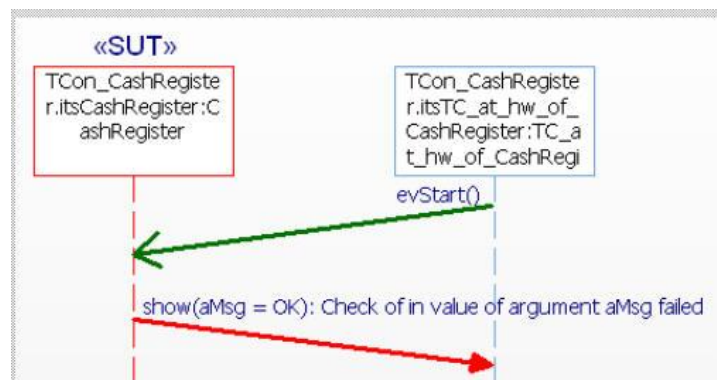 «SUT»
TCon_CashRegiste
r.itsCashRegister:C
ashRegister
TCon_CashRegiste
r.itsTC_at_hw_of_
CashRegister:TC_a
t_hw_of_CashRegi
evStart()
show(aMsg = OK): Check of in value of argument aMsg failed